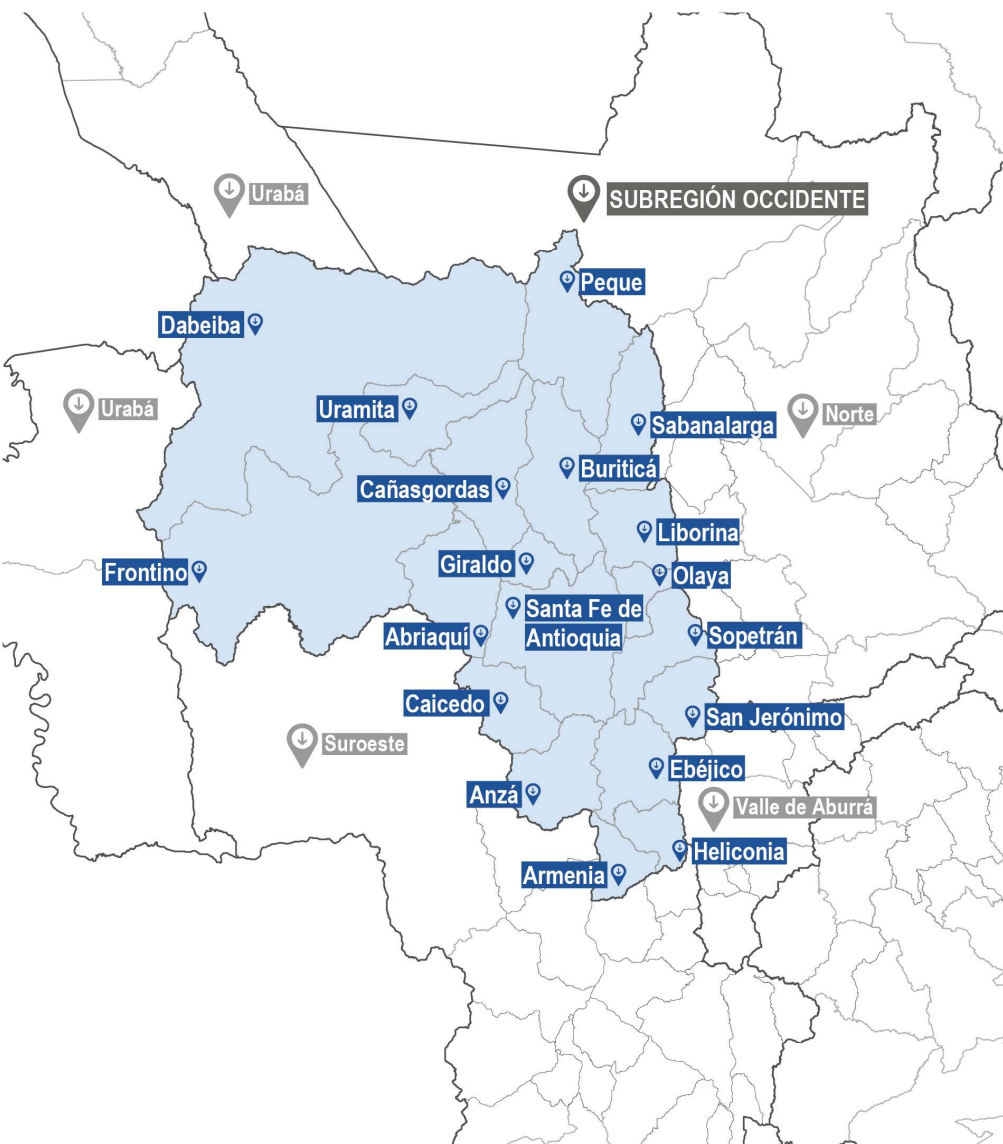 Urabá
SUBREGIÓN OCCIDENTE
Peque
Dabeiba
Urabá
Uramita
Norte
Sabanalarga
Buriticá
Cañasgordas
Liborina
Giraldo
Frontino
Olaya
Santa Fe de
Antioquia
Abriaquí
Sopetrán
Caicedo
San Jerónimo
Suroeste
Ebéjico
Anzá
Valle de Aburrá
Heliconia
Armenia